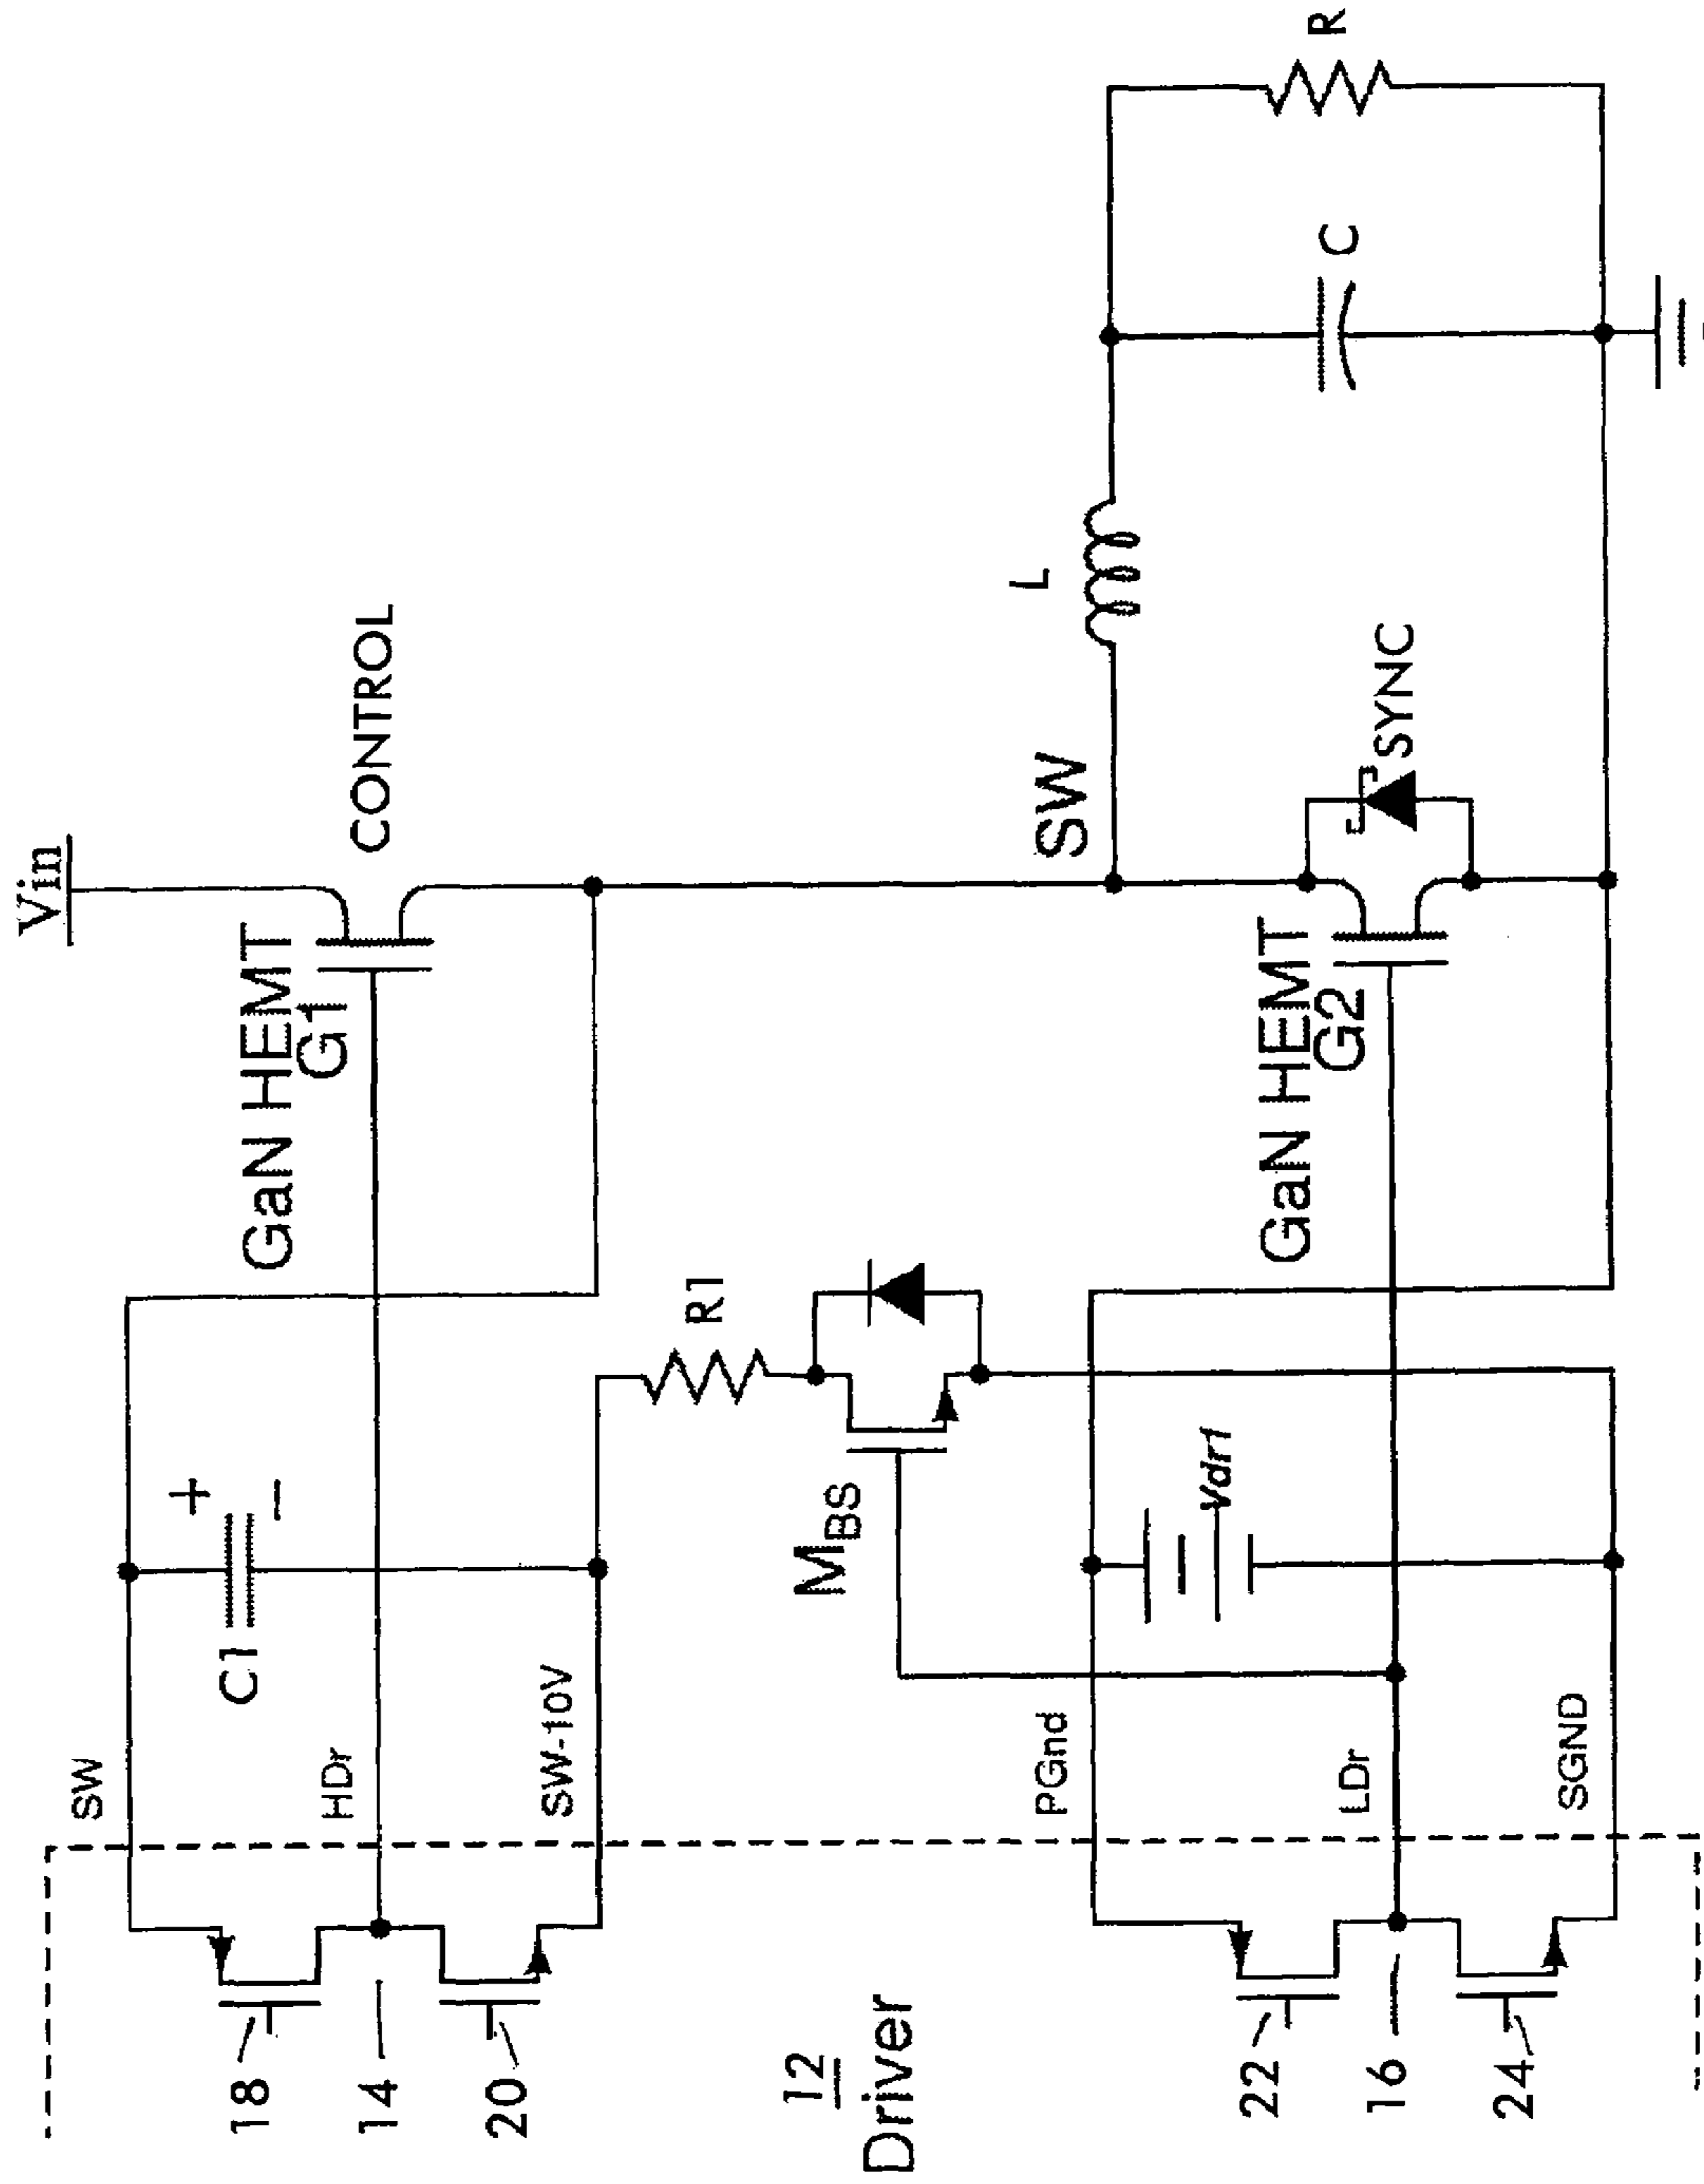 Vin
GaN HEMT
G1
CONTROL
SW
C1
+
−
HDr
SW-10V
R1
18
14
20
12
Driver
M_BS
SW
L
C
R
PGnd
Vdr1
LDr
SGND
GaN HEMT
G2
SYNC
22
16
24